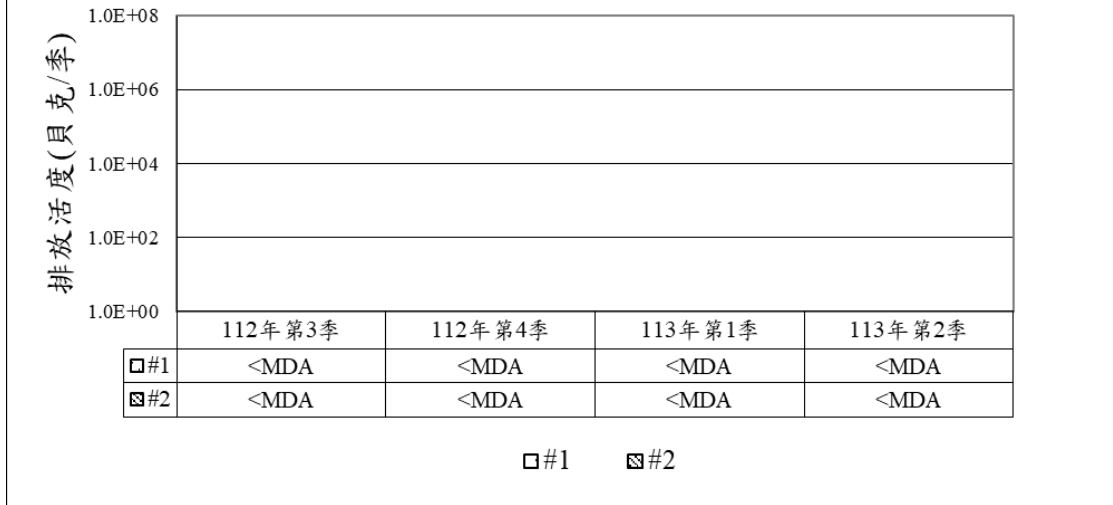 排放活度(貝克/季)
1.0E+08
1.0E+06
1.0E+04
1.0E+02
1.0E+00
112年第3季 112年第4季 113年第1季 113年第2季
#1 <MDA <MDA <MDA <MDA
#2 <MDA <MDA <MDA <MDA
#1 #2